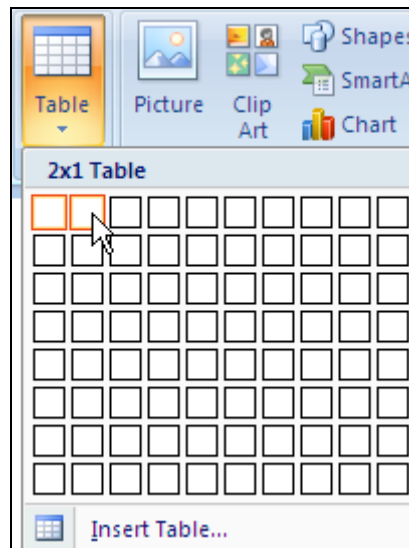 Shapes
SmartA
Table
Picture
Clip
Art
Chart
2x1 Table
Insert Table...